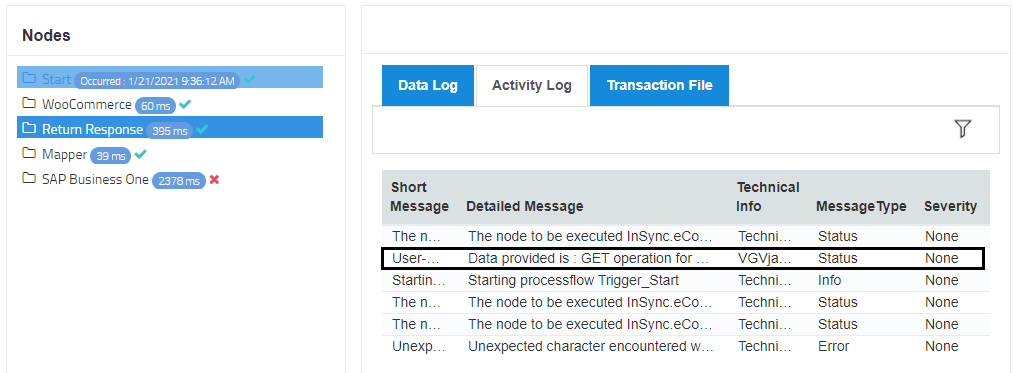 Nodes
Start Occurred : 1/21/2021 9:36:12 AM
WooCommerce 60 ms
Return Response 395 ms
Mapper 39 ms
SAP Business One 2378 ms
Data Log Activity Log Transaction File
Short Message Detailed Message Technical Info MessageType Severity
The n... The node to be executed InSync.eCo... Techni... Status None
User-... Data provided is : GET operation for ... VGVja... Status None
Startin... Starting processflow Trigger_Start Techni... Info None
The n... The node to be executed InSync.eCo... Techni... Status None
The n... The node to be executed InSync.eCo... Techni... Status None
Unexp... Unexpected character encountered w... Techni... Error None